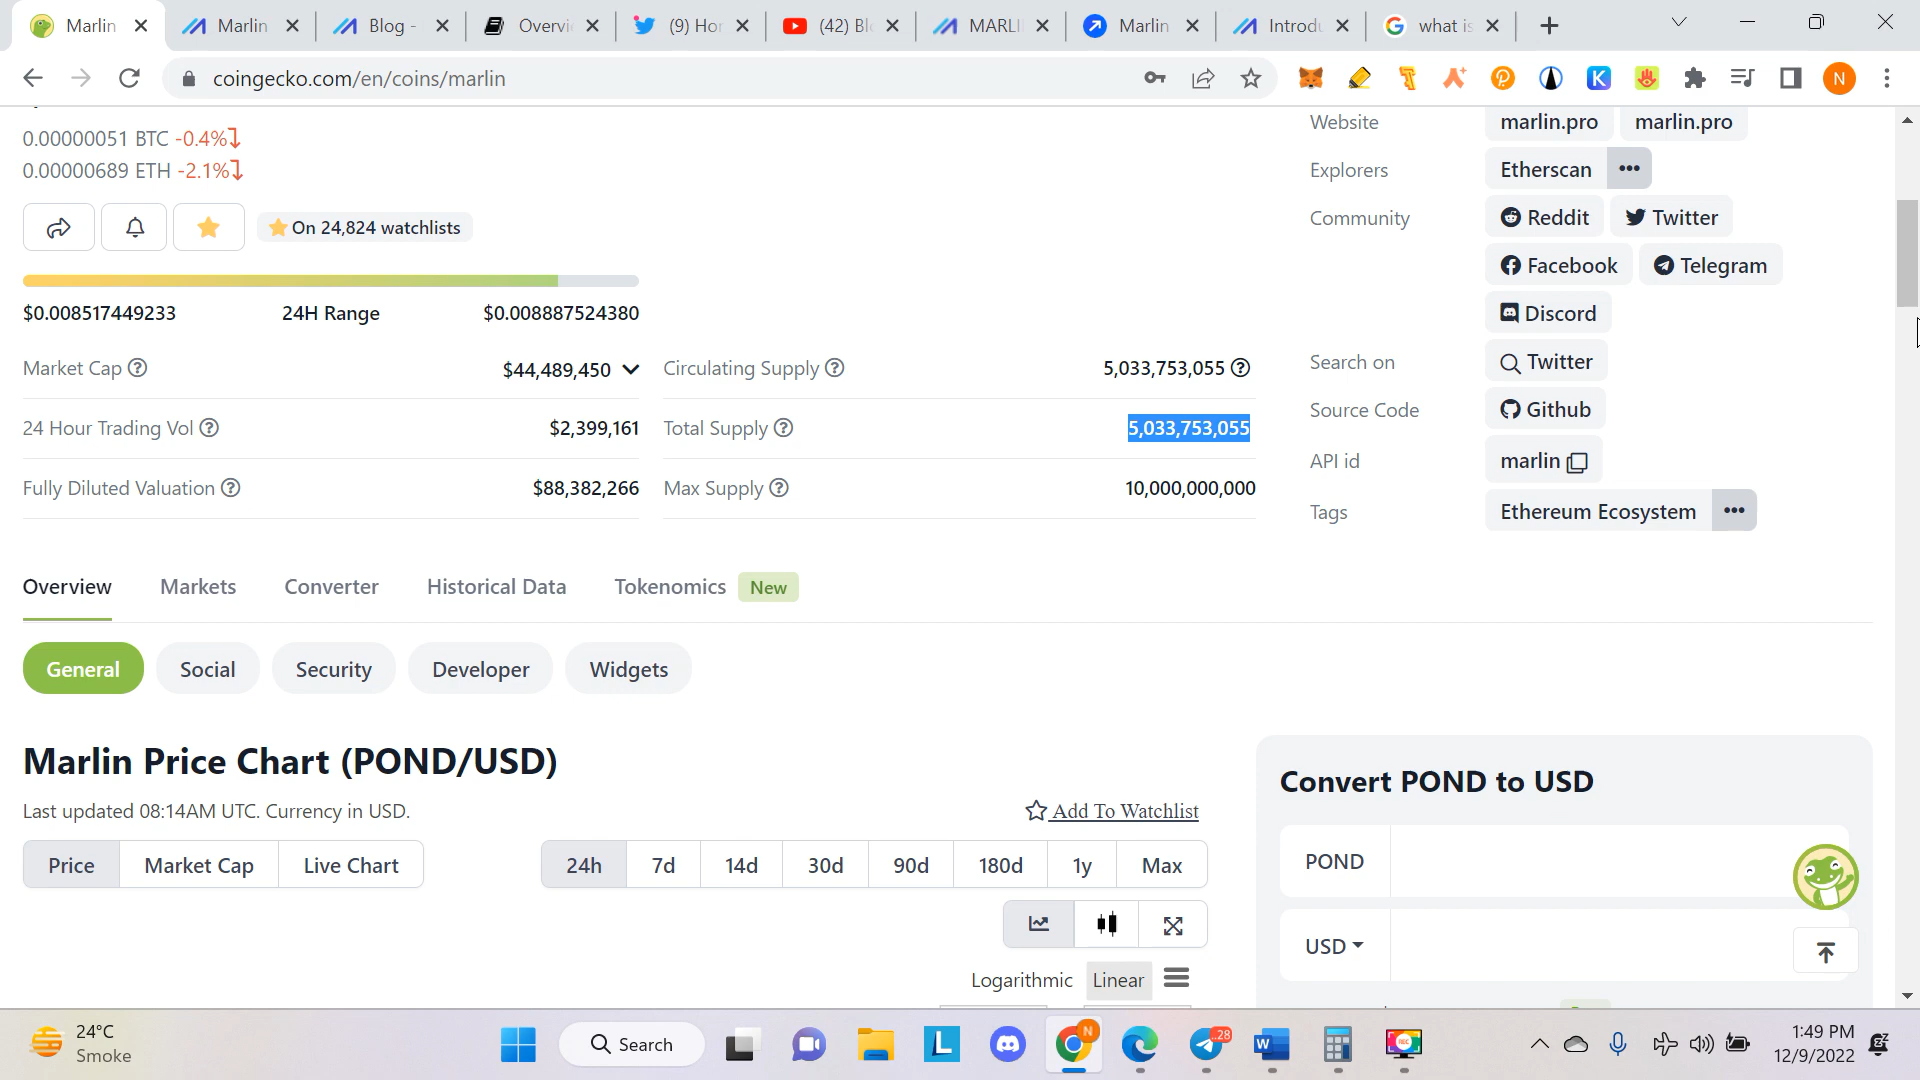 Marlin
Marlin
Blog -
Overvi
(9) Hor
(42) Bl
MARLI
Marlin
Introdu
what is
coingecko.com/en/coins/marlin
N
0.00000051 BTC -0.4%
0.00000689 ETH -2.1%
On 24,824 watchlists
$0.008517449233 24H Range $0.008887524380
Market Cap $44,489,450
Circulating Supply 5,033,753,055
24 Hour Trading Vol $2,399,161
Total Supply 5,033,753,055
Fully Diluted Valuation $88,382,266
Max Supply 10,000,000,000
Website marlin.pro marlin.pro
Explorers Etherscan
Community Reddit Twitter
Facebook Telegram
Discord
Search on Twitter
Source Code Github
API id marlin
Tags Ethereum Ecosystem
Overview Markets Converter Historical Data Tokenomics New
General Social Security Developer Widgets
Marlin Price Chart (POND/USD)
Last updated 08:14AM UTC. Currency in USD.
Add To Watchlist
Price Market Cap Live Chart
24h 7d 14d 30d 90d 180d 1y Max
Logarithmic Linear
Convert POND to USD
POND
USD
24°C
Smoke
Search
L
N
28
W
REC
1:49 PM
12/9/2022